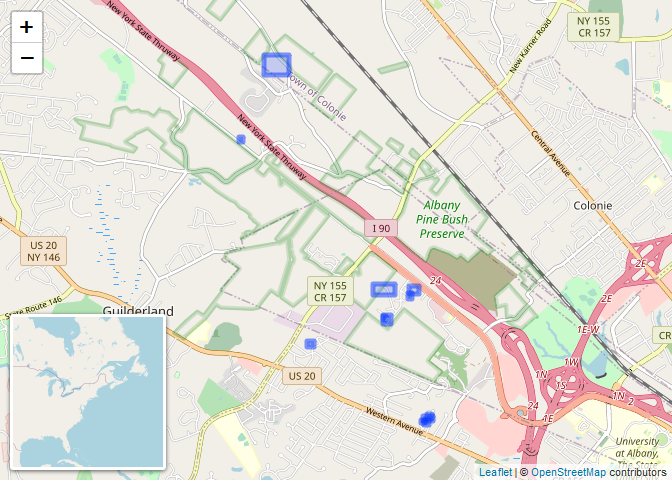 +
−
New York State Thruway
NY 155
CR 157
New Karner Road
Town of Colonie
New York State Thruway
Central Avenue
Colonie
Albany
Pine Bush
Preserve
I 90
US 20
NY 146
24
2E
2E
NY 155
CR 157
State Route 146
Guilderland
1E-W
CR
1W
1N
1S
1N
2
24
US 20
Western Avenue
University
at Albany,
The State
Leaflet | © OpenStreetMap contributors